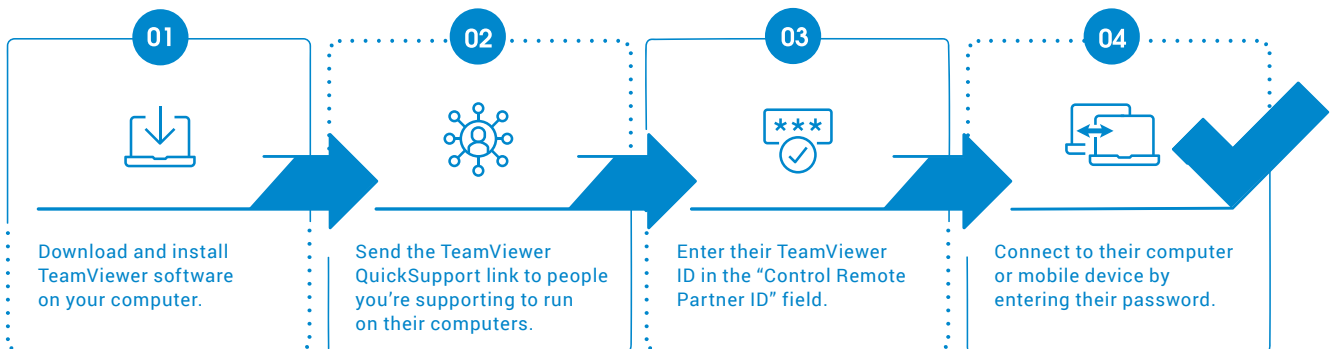 01
Download and install
TeamViewer software
on your computer.
02
Send the TeamViewer
QuickSupport link to people
you’re supporting to run
on their computers.
03
***
Enter their TeamViewer
ID in the “Control Remote
Partner ID” field.
04
Connect to their computer
or mobile device by
entering their password.